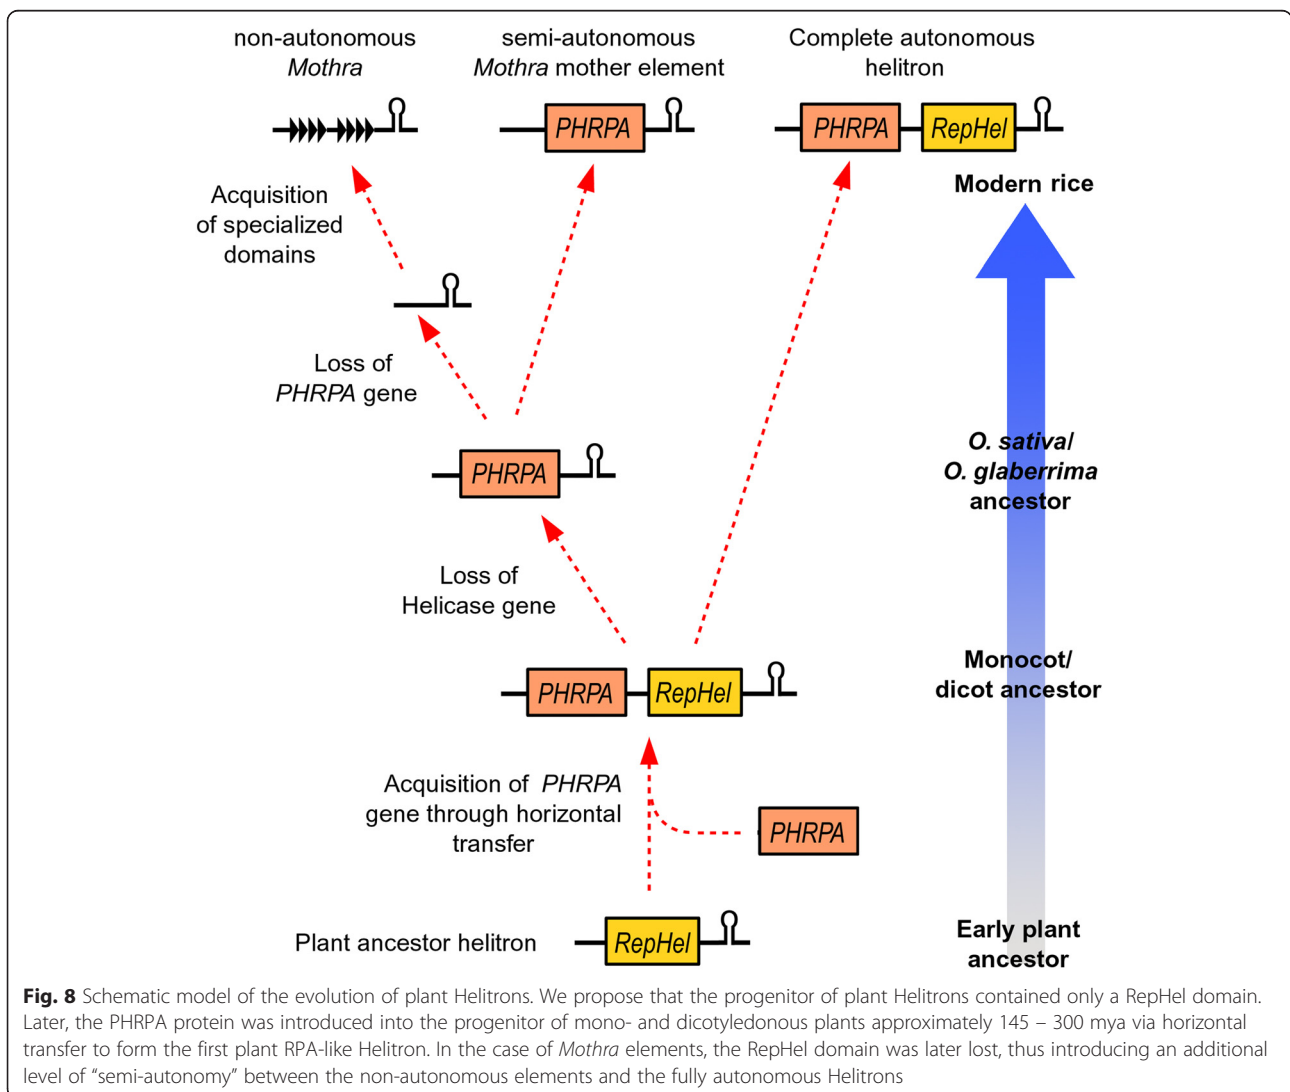 non-autonomous
Mothra
semi-autonomous
Mothra mother element
Complete autonomous
helitron
PHRPA
PHRPA
RepHel
Modern rice
Acquisition
of specialized
domains
Loss of
PHRPA gene
O. sativa/
O. glaberrima
ancestor
PHRPA
Loss of
Helicase gene
Monocot/
dicot ancestor
PHRPA
RepHel
Acquisition of PHRPA
gene through horizontal
transfer
PHRPA
Plant ancestor helitron
RepHel
Early plant
ancestor
Fig. 8 Schematic model of the evolution of plant Helitrons. We propose that the progenitor of plant Helitrons contained only a RepHel domain.
Later, the PHRPA protein was introduced into the progenitor of mono- and dicotyledonous plants approximately 145 – 300 mya via horizontal
transfer to form the first plant RPA-like Helitron. In the case of Mothra elements, the RepHel domain was later lost, thus introducing an additional
level of “semi-autonomy” between the non-autonomous elements and the fully autonomous Helitrons